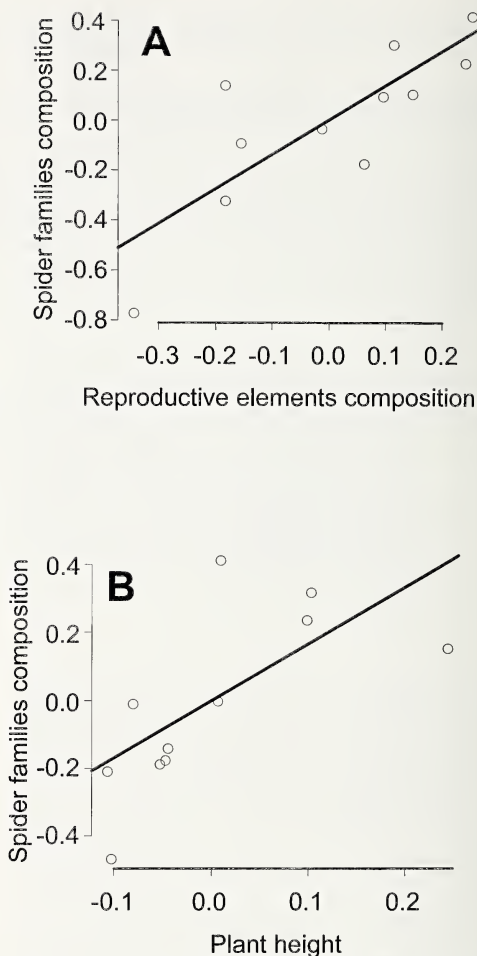 A
Spider families composition
0.4
0.2
0.0
-0.2
-0.4
-0.6
-0.8
-0.3 -0.2 -0.1 0.0 0.1 0.2
Reproductive elements composition
B
Spider families composition
0.4
0.2
0.0
-0.2
-0.4
-0.1 0.0 0.1 0.2
Plant height